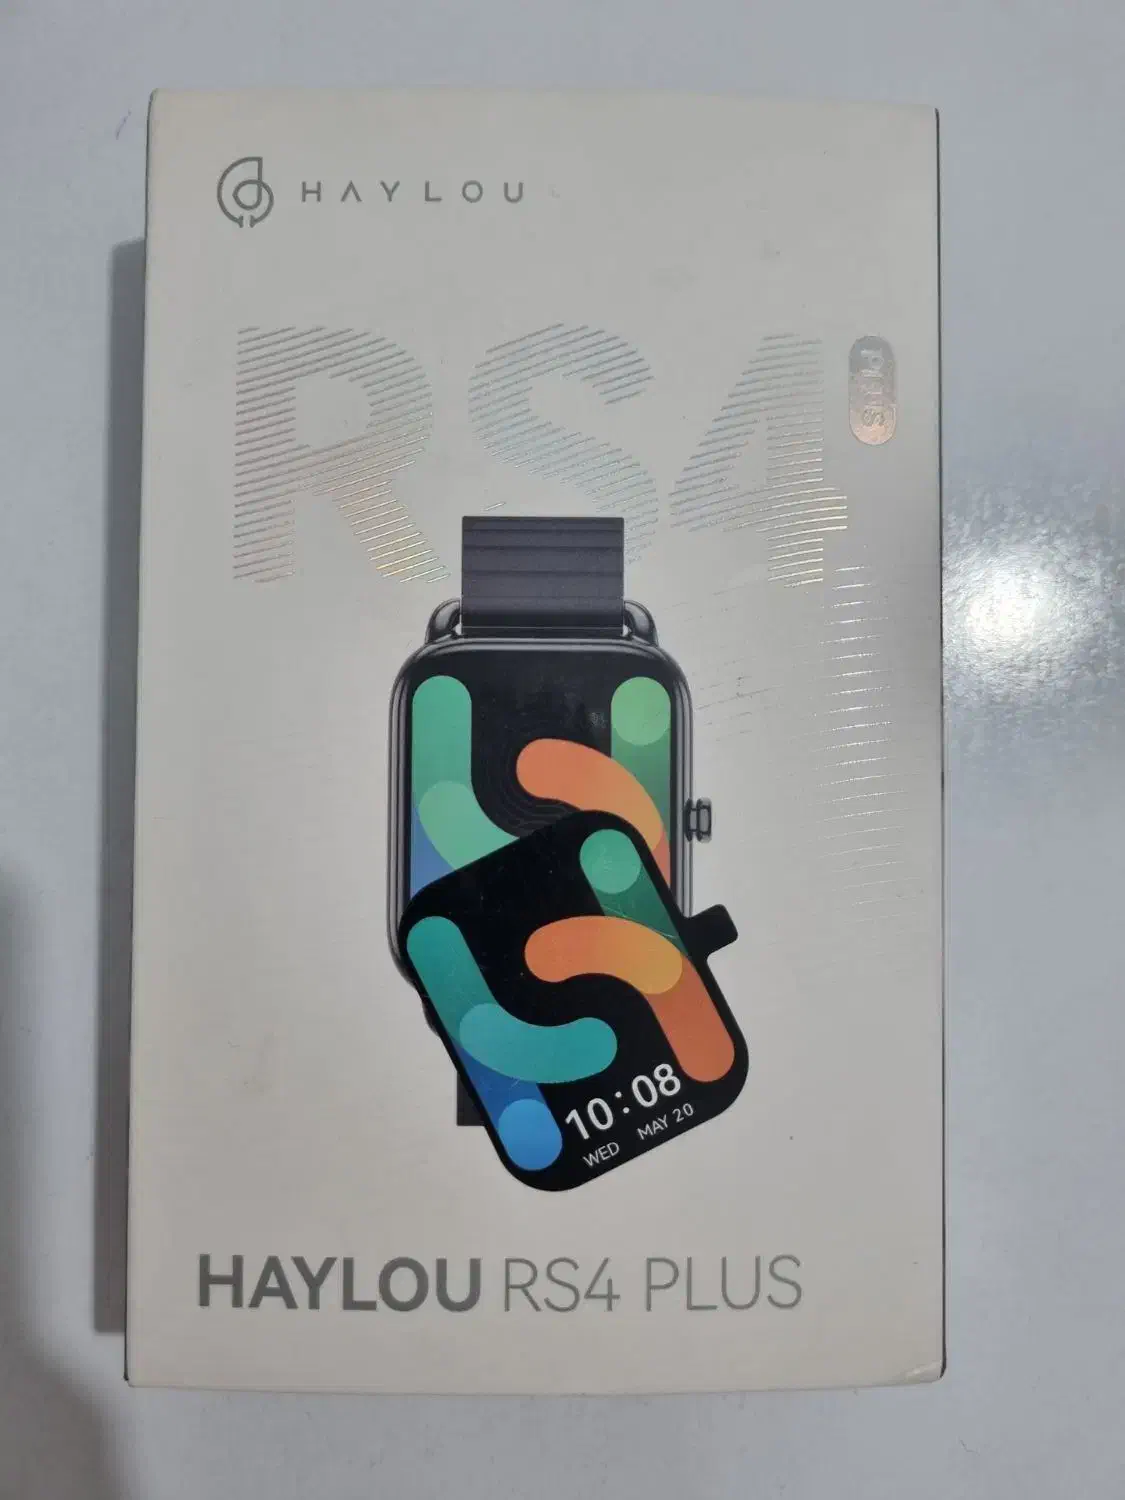 HAYLOU
RS4
PLUS
10:08
WED MAY 20
HAYLOU RS4 PLUS